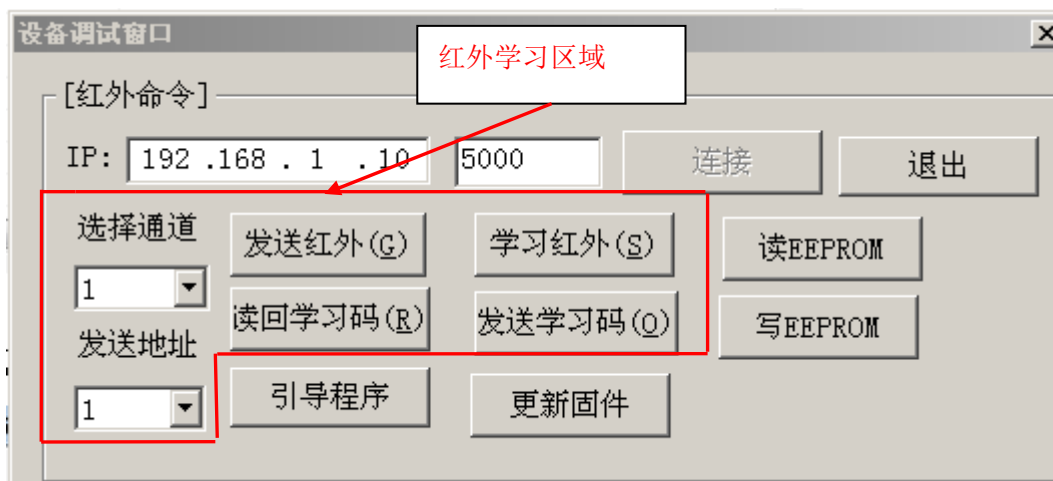 设备调试窗口
红外学习区域
[红外命令]
IP: 192 .168 . 1 .10 5000 连接 退出
选择通道 发送红外(G) 学习红外(S) 读EEPROM
1
读回学习码(R) 发送学习码(O) 写EEPROM
发送地址
1 引导程序 更新固件